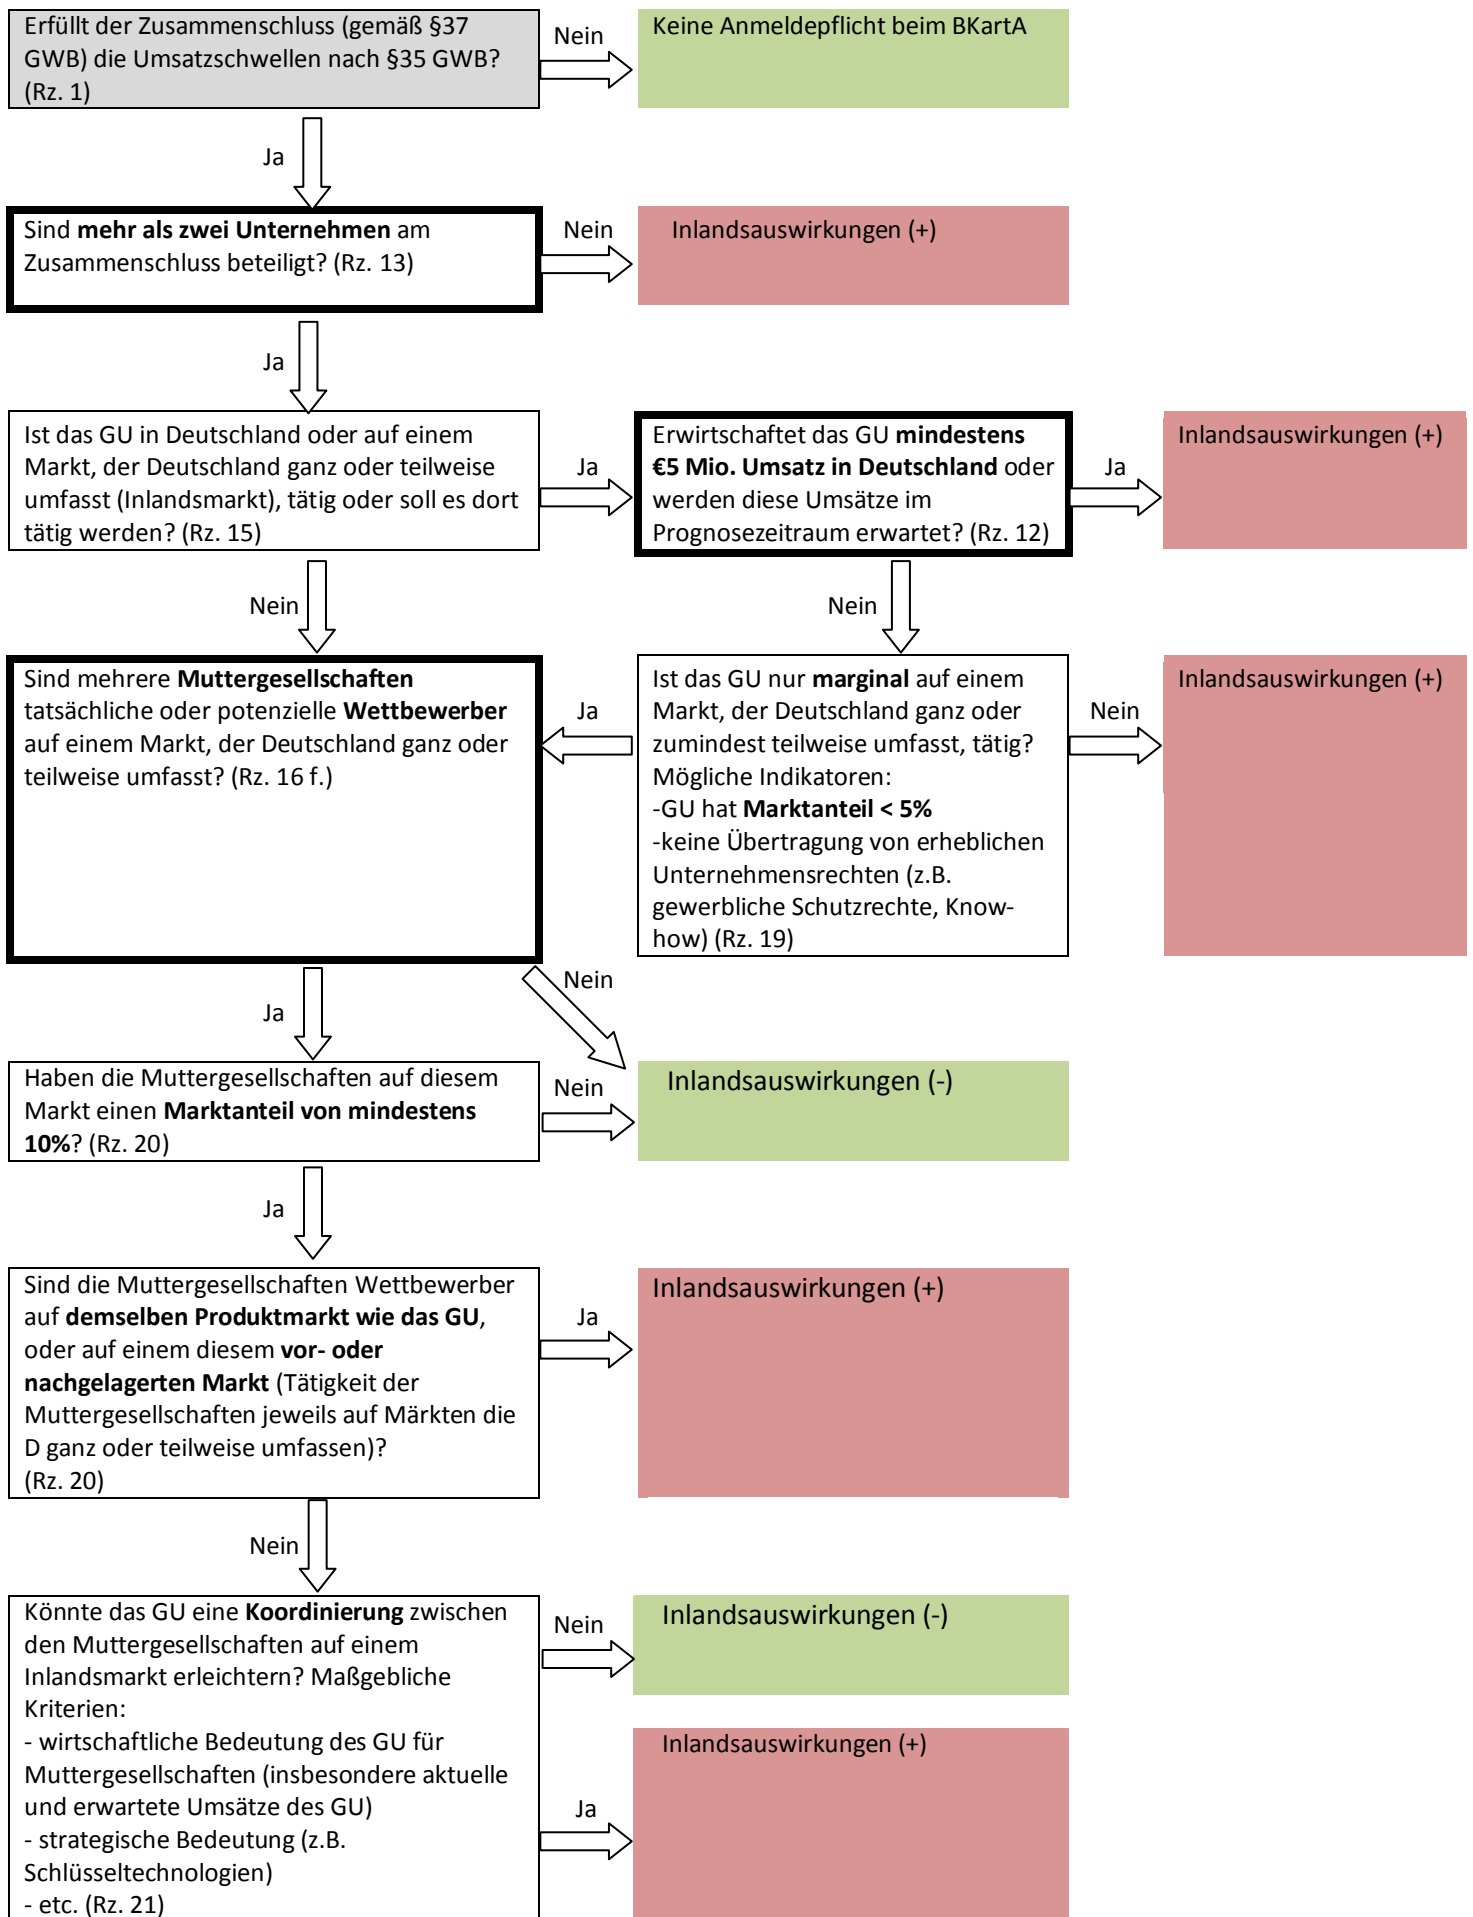 Erfüllt der Zusammenschluss (gemäß §37
GWB) die Umsatzschwellen nach §35 GWB?
(Rz. 1)
Nein
Keine Anmeldepflicht beim BKartA
Ja
Sind mehr als zwei Unternehmen am
Zusammenschluss beteiligt? (Rz. 13)
Nein
Inlandsauswirkungen (+)
Ja
Ist das GU in Deutschland oder auf einem
Markt, der Deutschland ganz oder teilweise
umfasst (Inlandsmarkt), tätig oder soll es dort
tätig werden? (Rz. 15)
Ja
Erwirtschaftet das GU mindestens
€5 Mio. Umsatz in Deutschland oder
werden diese Umsätze im
Prognosezeitraum erwartet? (Rz. 12)
Ja
Inlandsauswirkungen (+)
Nein
Nein
Sind mehrere Muttergesellschaften
tatsächliche oder potenzielle Wettbewerber
auf einem Markt, der Deutschland ganz oder
teilweise umfasst? (Rz. 16 f.)
Ja
Ist das GU nur marginal auf einem
Markt, der Deutschland ganz oder
zumindest teilweise umfasst, tätig?
Mögliche Indikatoren:
-GU hat Marktanteil < 5%
-keine Übertragung von erheblichen
Unternehmensrechten (z.B.
gewerbliche Schutzrechte, Know-
how) (Rz. 19)
Nein
Inlandsauswirkungen (+)
Nein
Ja
Haben die Muttergesellschaften auf diesem
Markt einen Marktanteil von mindestens
10%? (Rz. 20)
Nein
Inlandsauswirkungen (-)
Ja
Sind die Muttergesellschaften Wettbewerber
auf demselben Produktmarkt wie das GU,
oder auf einem diesem vor- oder
nachgelagerten Markt (Tätigkeit der
Muttergesellschaften jeweils auf Märkten die
D ganz oder teilweise umfassen)?
(Rz. 20)
Ja
Inlandsauswirkungen (+)
Nein
Könnte das GU eine Koordinierung zwischen
den Muttergesellschaften auf einem
Inlandsmarkt erleichtern? Maßgebliche
Kriterien:
- wirtschaftliche Bedeutung des GU für
Muttergesellschaften (insbesondere aktuelle
und erwartete Umsätze des GU)
- strategische Bedeutung (z.B.
Schlüsseltechnologien)
- etc. (Rz. 21)
Nein
Inlandsauswirkungen (-)
Ja
Inlandsauswirkungen (+)